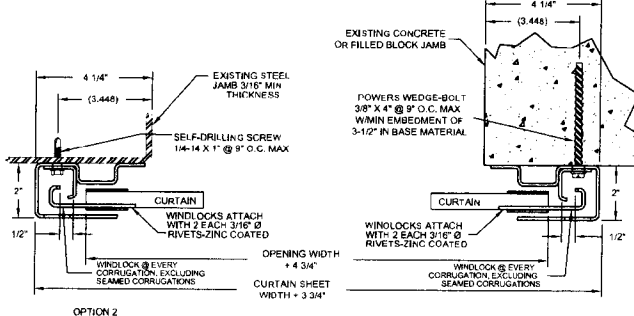 4 1/4"
(3.448)
EXISTING STEEL
JAMB 3/16" MIN
THICKNESS
SELF-DRILLING SCREW
1/4-14 X 1" @ 9" O.C. MAX
2"
1/2"
CURTAIN
WINDLOCKS ATTACH
WITH 2 EACH 3/16" Ø
RIVETS-ZINC COATED
WINDLOCK @ EVERY
CORRUGATION, EXCLUDING
SEAMED CORRUGATIONS
4 1/4"
(3.448)
EXISTING CONCRETE
OR FILLED BLOCK JAMB
POWERS WEDGE-BOLT
3/8" X 4" @ 9" O.C. MAX
W/MIN EMBEDMENT OF
3-1/2" IN BASE MATERIAL
CURTAIN
2"
1/2"
WINDLOCKS ATTACH
WITH 2 EACH 3/16" Ø
RIVETS-ZINC COATED
WINDLOCK @ EVERY
CORRUGATION, EXCLUDING
SEAMED CORRUGATIONS
OPENING WIDTH
+ 4 3/4"
CURTAIN SHEET
WIDTH + 3 3/4"
OPTION 2